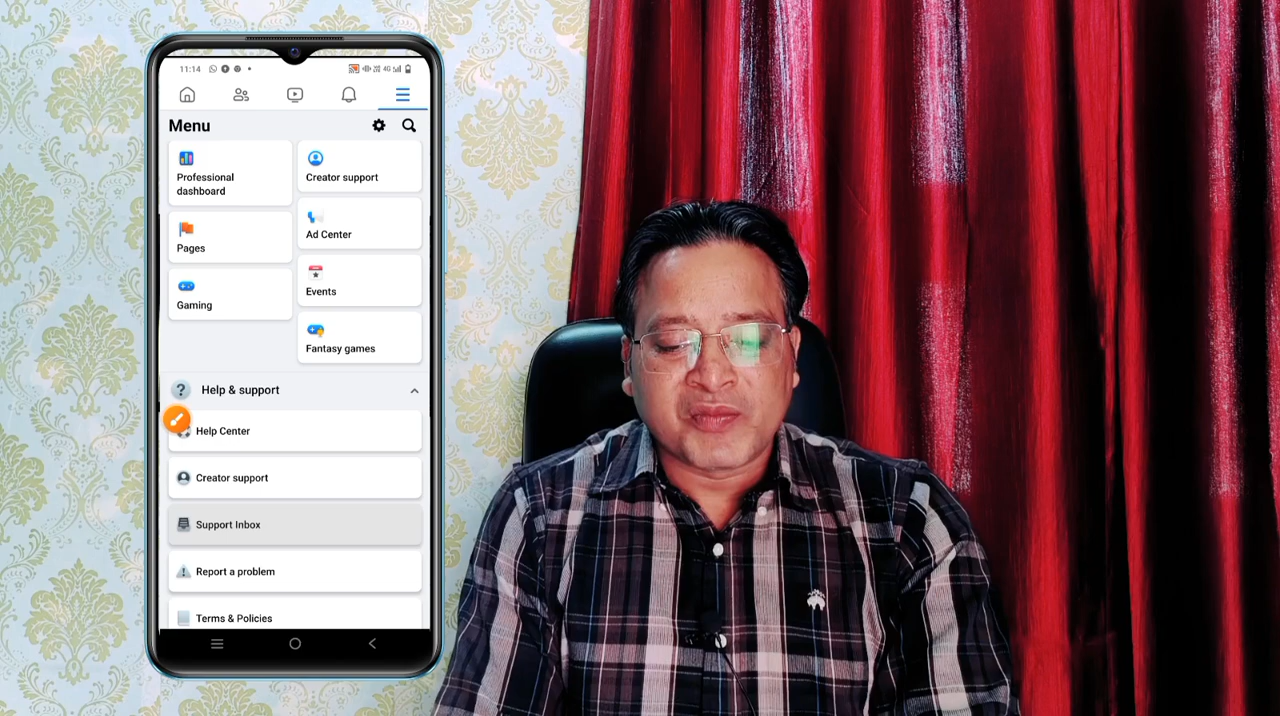 11:14
4G
Menu
Professional
dashboard
Creator support
Pages
Ad Center
Gaming
Events
Fantasy games
Help & support
Help Center
Creator support
Support Inbox
Report a problem
Terms & Policies